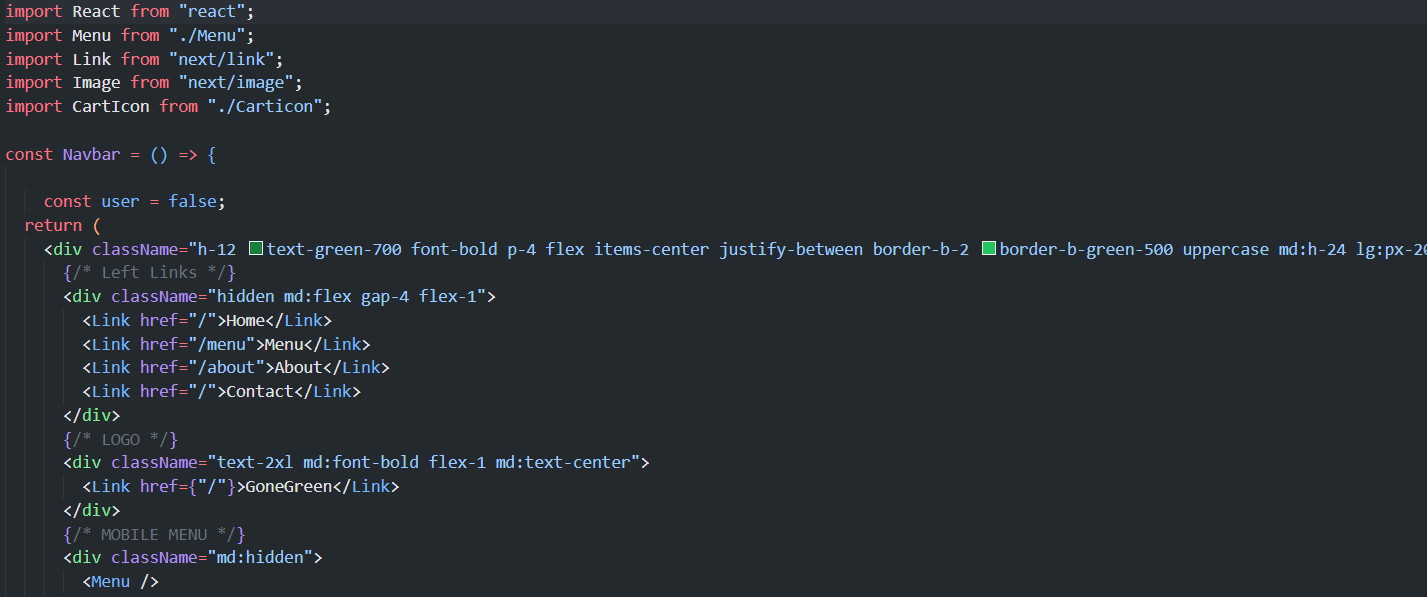 import React from "react";
import Menu from "./Menu";
import Link from "next/link";
import Image from "next/image";
import CartIcon from "./Carticon";
const Navbar = () => {
const user = false;
return (
<div className="h-12 text-green-700 font-bold p-4 flex items-center justify-between border-b-2 border-b-green-500 uppercase md:h-24 lg:px-20
{/* Left Links */}
<div className="hidden md:flex gap-4 flex-1">
<Link href="/">Home</Link>
<Link href="/menu">Menu</Link>
<Link href="/about">About</Link>
<Link href="/">Contact</Link>
</div>
{/* LOGO */}
<div className="text-2xl md:font-bold flex-1 md:text-center">
<Link href={"/"}>GoneGreen</Link>
</div>
{/* MOBILE MENU */}
<div className="md:hidden">
<Menu />